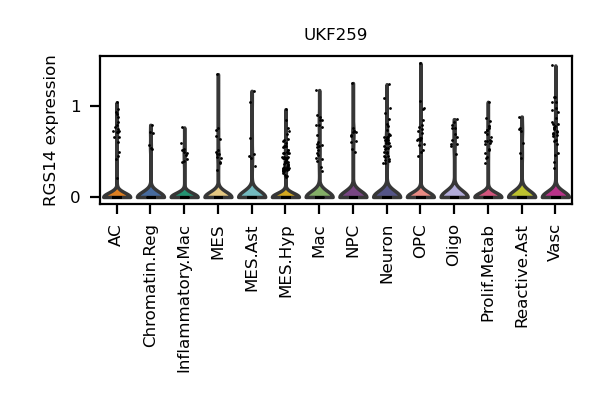 UKF259
RGS14 expression
1
0
AC
Chromatin.Reg
Inflammatory.Mac
MES
MES.Ast
MES.Hyp
Mac
NPC
Neuron
OPC
Oligo
Prolif.Metab
Reactive.Ast
Vasc